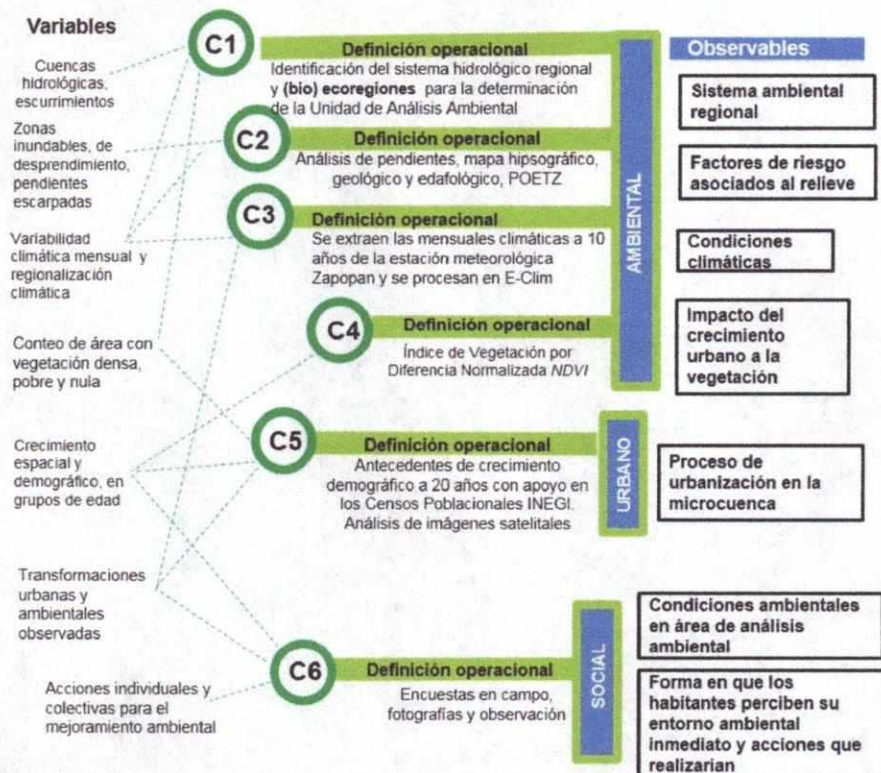 Variables
Cuencas
hidrológicas,
escurrimientos
Zonas
inundables, de
desprendimiento,
pendientes
escarpadas
Variabilidad
climática mensual y
regionalización
climática
Conteo de área con
vegetación densa,
pobre y nula
Crecimiento
espacial y
demográfico, en
grupos de edad
Transformaciones
urbanas y
ambientales
observadas
Acciones individuales y
colectivas para el
mejoramiento ambiental
C1
Definición operacional
Identificación del sistema hidrológico regional
y (bio) ecoregiones para la determinación
de la Unidad de Análisis Ambiental
C2
Definición operacional
Análisis de pendientes, mapa hipsográfico,
geológico y edafológico, POETZ
C3
Definición operacional
Se extraen las mensuales climáticas a 10
años de la estación meteorológica
Zapopan y se procesan en E-Clim
C4
Definición operacional
Índice de Vegetación por
Diferencia Normalizada NDVI
C5
Definición operacional
Antecedentes de crecimiento
demográfico a 20 años con apoyo en
los Censos Poblacionales INEGI.
Análisis de imágenes satelitales
C6
Definición operacional
Encuestas en campo,
fotografías y observación
AMBIENTAL
URBANO
SOCIAL
Observables
Sistema ambiental
regional
Factores de riesgo
asociados al relieve
Condiciones
climáticas
Impacto del
crecimiento
urbano a la
vegetación
Proceso de
urbanización en la
microcuenca
Condiciones ambientales
en área de análisis
ambiental
Forma en que los
habitantes perciben su
entorno ambiental
inmediato y acciones que
realizarían